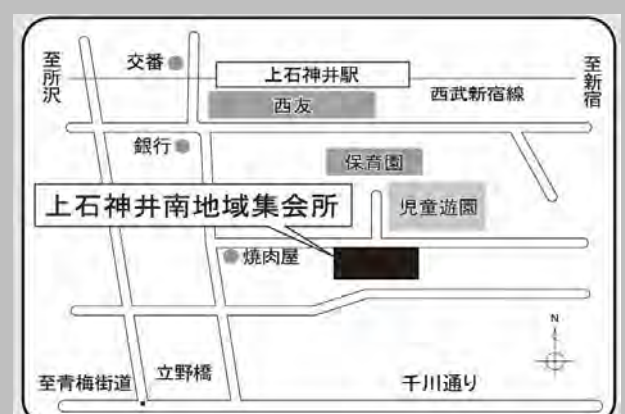 至所沢
交番
上石神井駅
至新宿
西友
西武新宿線
銀行
保育園
上石神井南地域集会所
児童遊園
焼肉屋
N
至青梅街道
立野橋
千川通り